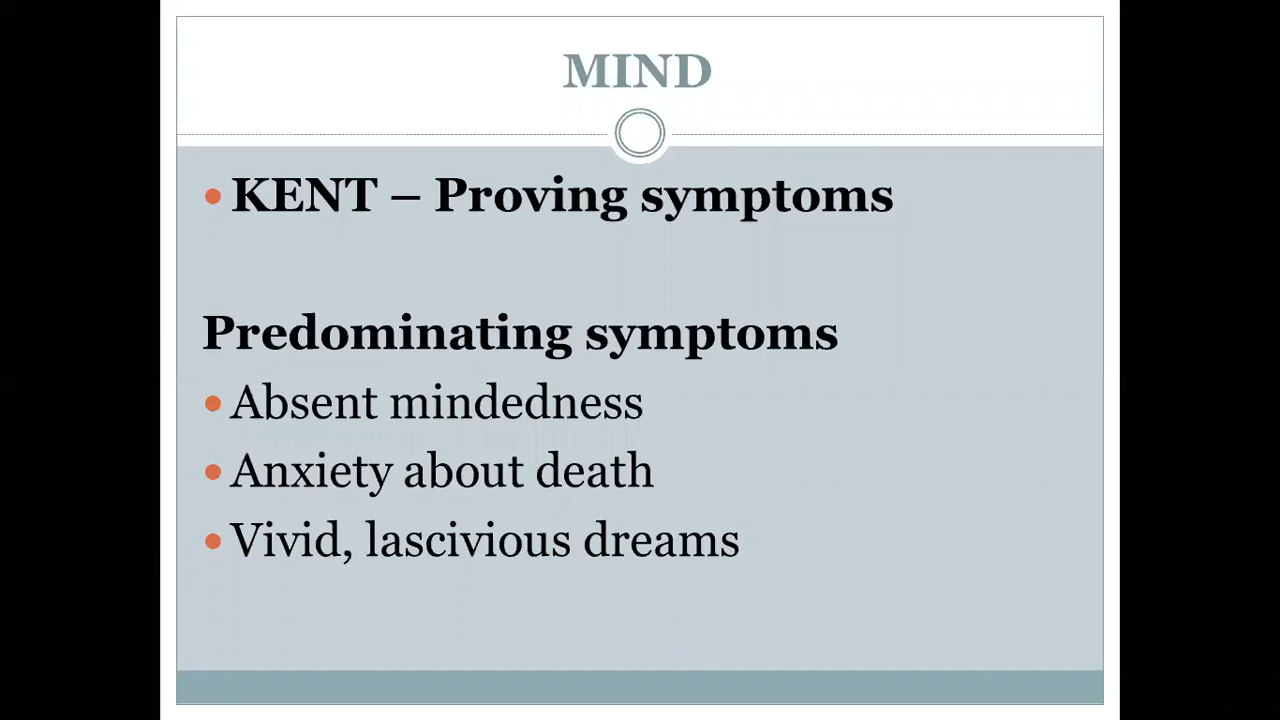 MIND
• KENT – Proving symptoms
Predominating symptoms
• Absent mindedness
• Anxiety about death
• Vivid, lascivious dreams